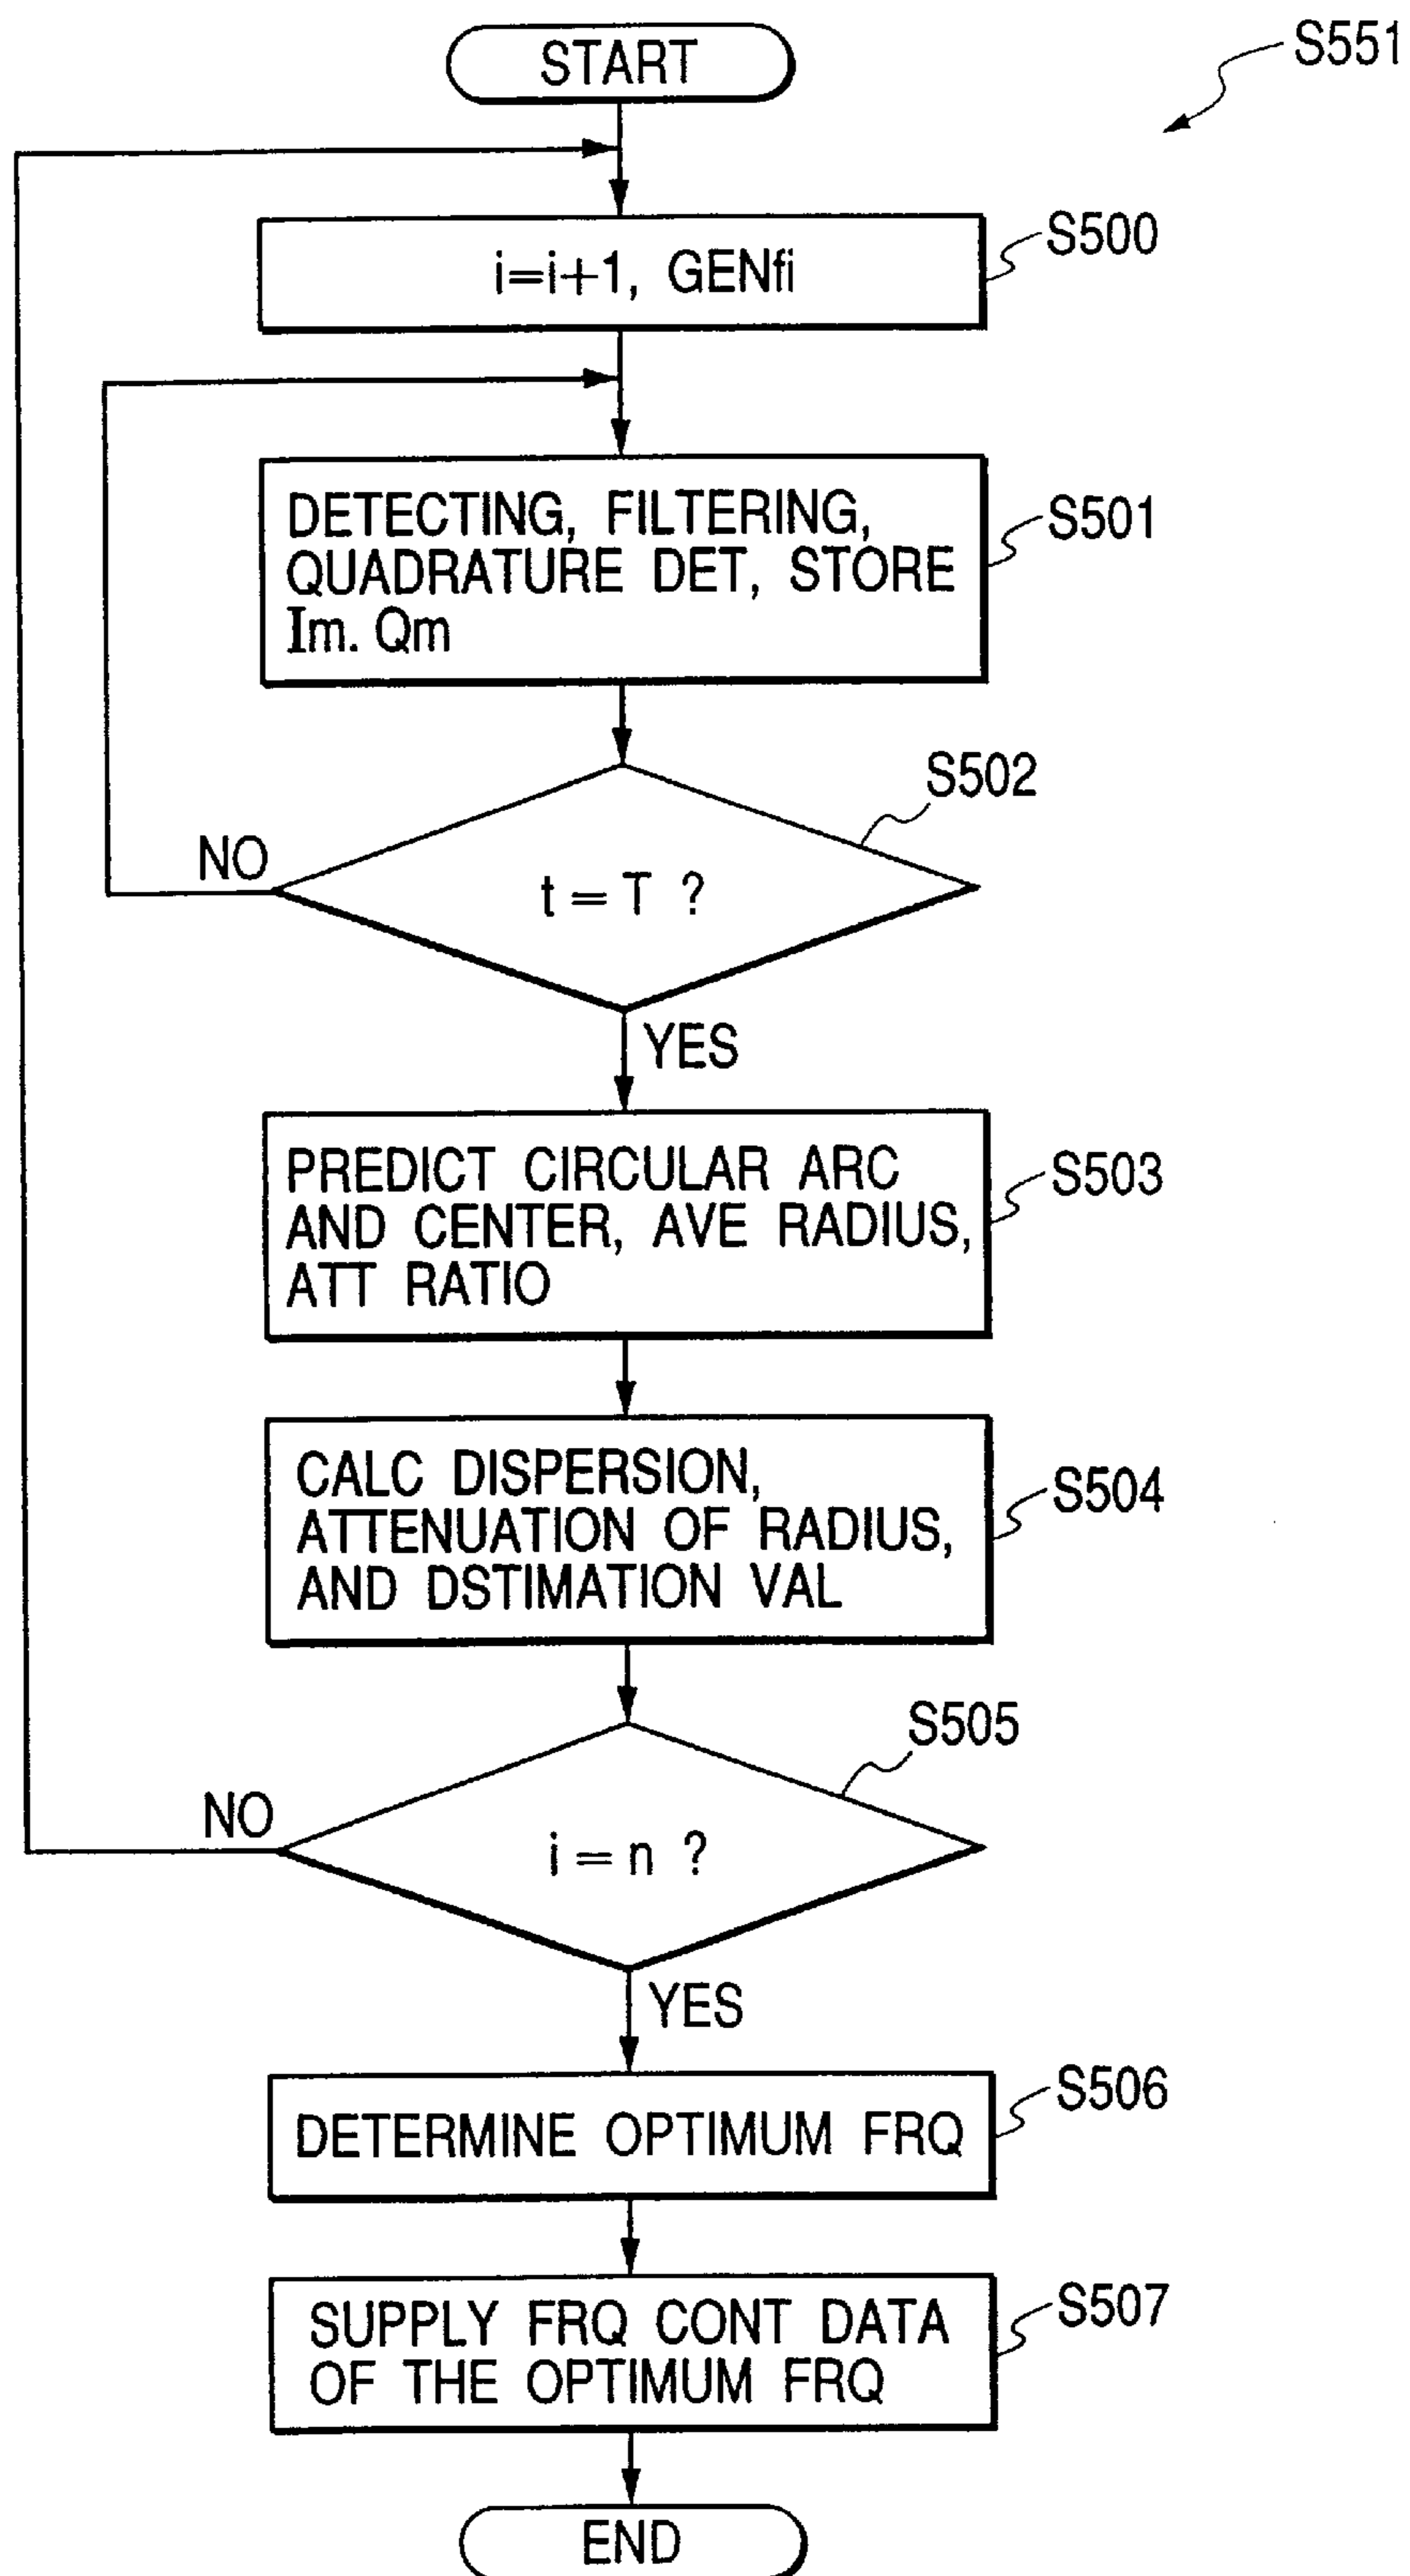 START
S551
i=i+1, GENfi
S500
DETECTING, FILTERING,
QUADRATURE DET, STORE
Im. Qm
S501
S502
NO
t = T ?
YES
PREDICT CIRCULAR ARC
AND CENTER, AVE RADIUS,
ATT RATIO
S503
CALC DISPERSION,
ATTENUATION OF RADIUS,
AND DSTIMATION VAL
S504
S505
NO
i = n ?
YES
DETERMINE OPTIMUM FRQ
S506
SUPPLY FRQ CONT DATA
OF THE OPTIMUM FRQ
S507
END